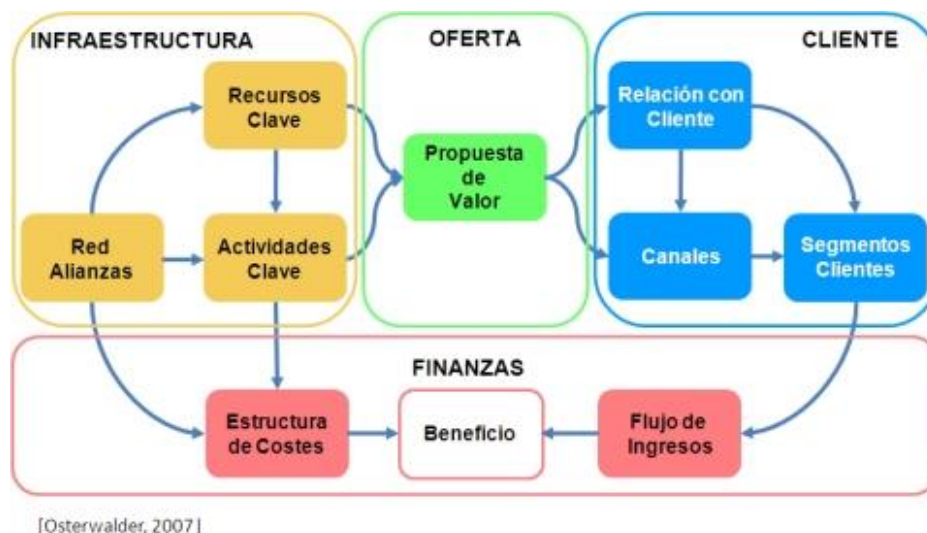 INFRAESTRUCTURA
OFERTA
CLIENTE
Recursos
Clave
Relación con
Cliente
Propuesta
de
Valor
Red
Alianzas
Actividades
Clave
Canales
Segmentos
Clientes
FINANZAS
Estructura
de Costes
Beneficio
Flujo de
Ingresos
[Osterwalder, 2007]